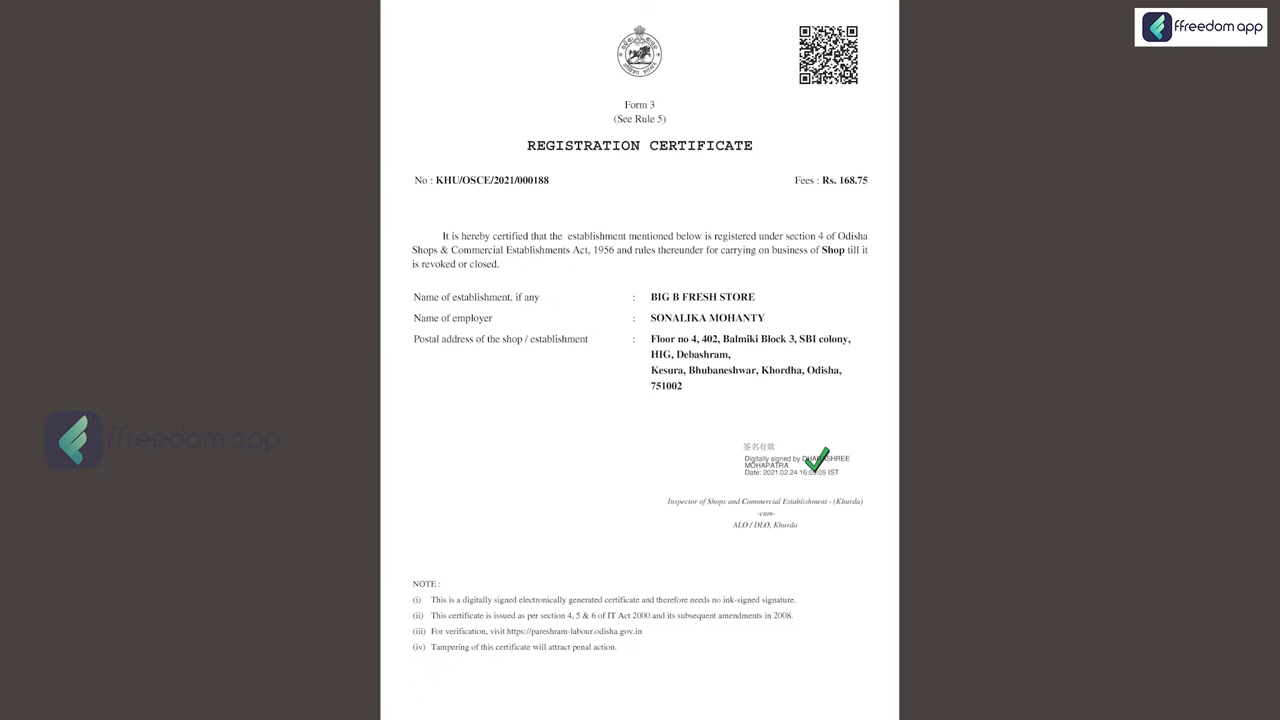 ffreedom app
Form 3
(See Rule 5)
REGISTRATION CERTIFICATE
No : KHU/OSCE/2021/000188
Fees : Rs. 168.75
It is hereby certified that the establishment mentioned below is registered under section 4 of Odisha
Shops & Commercial Establishments Act, 1956 and rules thereunder for carrying on business of Shop till it
is revoked or closed.
Name of establishment, if any : BIG B FRESH STORE
Name of employer : SONALIKA MOHANTY
Postal address of the shop / establishment : Floor no 4, 402, Balmiki Block 3, SBI colony,
HIG, Debashram,
Kesura, Bhubaneshwar, Khordha, Odisha,
751002
ffreedom app
签名有效
Digitally signed by
MOHAPATRA
Date: 2021.02.24 IST
Inspector of Shops and Commercial Establishment - (Khurda)
-cum-
ALO / DLO, Khurda
NOTE :
(i) This is a digitally signed electronically generated certificate and therefore needs no ink-signed signature.
(ii) This certificate is issued as per section 4, 5 & 6 of IT Act 2000 and its subsequent amendments in 2008.
(iii) For verification, visit https://pareshram-labour.odisha.gov.in
(iv) Tampering of this certificate will attract penal action.